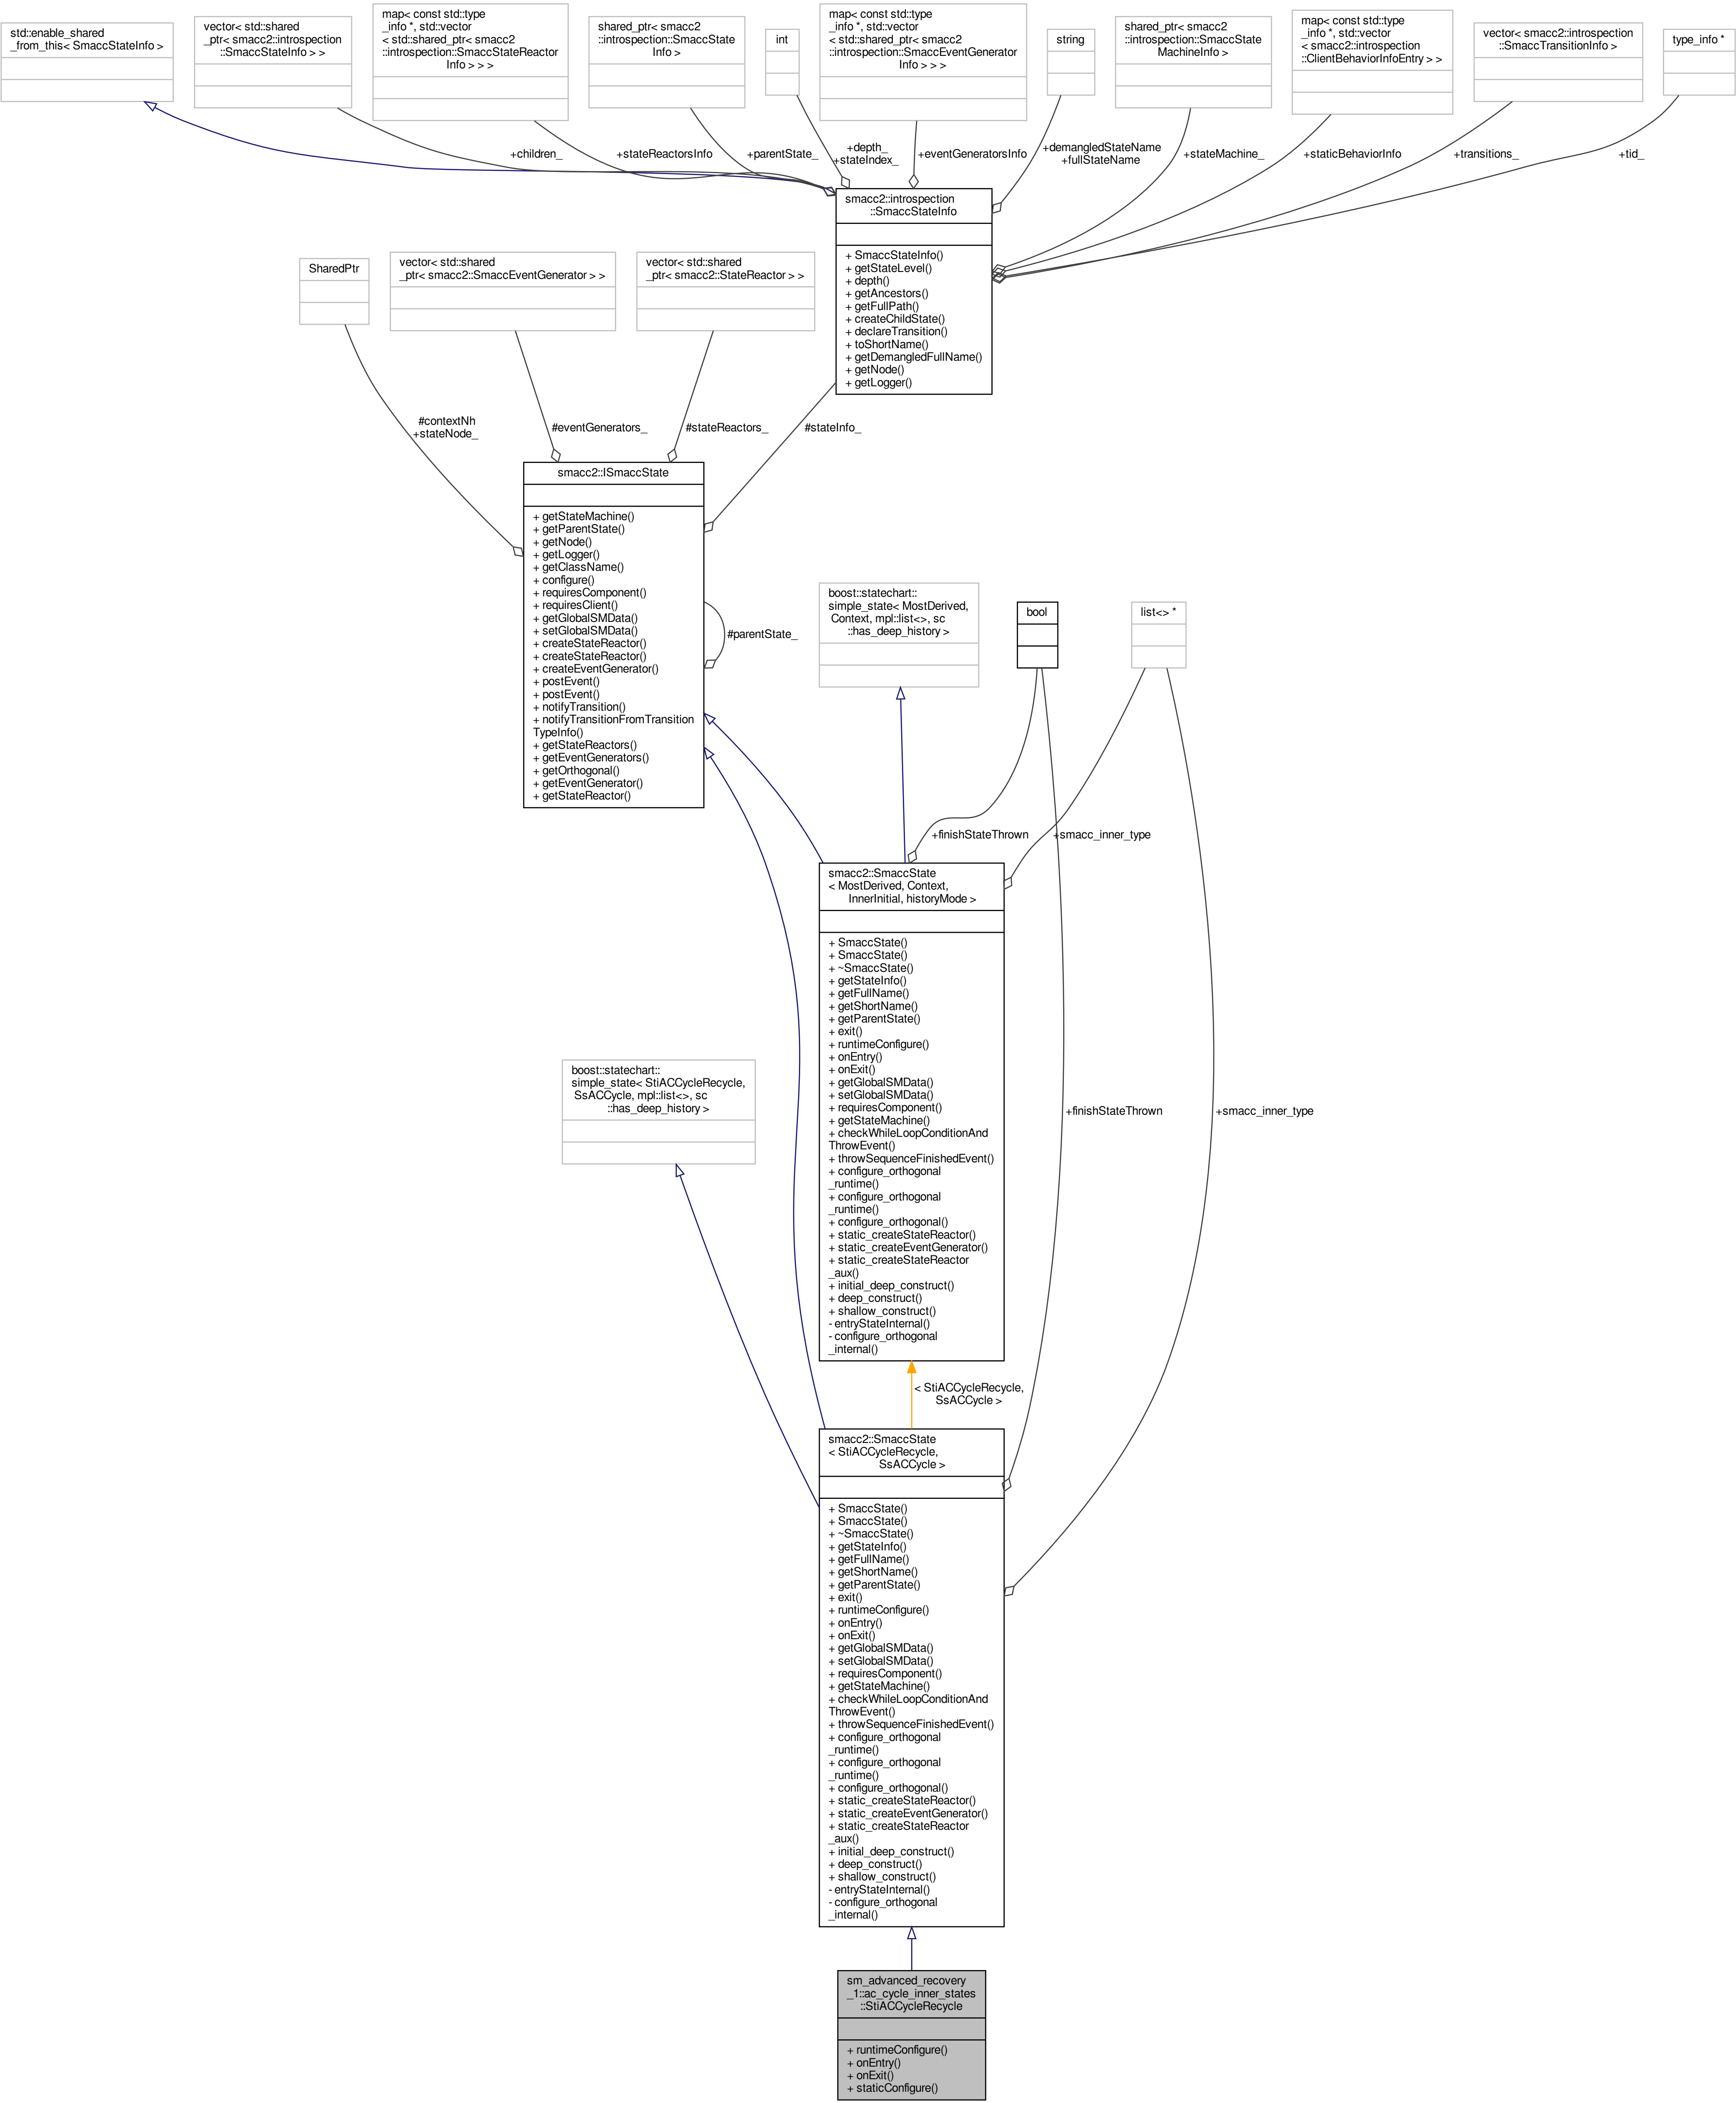 std::enable_shared
_from_this< SmaccStateInfo >
vector< std::shared
_ptr< smacc2::introspection
::SmaccStateInfo > >
map< const std::type
_info *, std::vector
< std::shared_ptr< smacc2
::introspection::SmaccStateReactor
Info > > >
shared_ptr< smacc2
::introspection::SmaccState
Info >
int
map< const std::type
_info *, std::vector
< std::shared_ptr< smacc2
::introspection::SmaccEventGenerator
Info > > >
string
shared_ptr< smacc2
::introspection::SmaccState
MachineInfo >
map< const std::type
_info *, std::vector
< smacc2::introspection
::ClientBehaviorInfoEntry > >
vector< smacc2::introspection
::SmaccTransitionInfo >
type_info *
+children_
+stateReactorsInfo
+parentState_
+depth_
+stateIndex_
+eventGeneratorsInfo
+demangledStateName
+fullStateName
+stateMachine_
+staticBehaviorInfo
+transitions_
+tid_
smacc2::introspection
::SmaccStateInfo
+ SmaccStateInfo()
+ getStateLevel()
+ depth()
+ getAncestors()
+ getFullPath()
+ createChildState()
+ declareTransition()
+ toShortName()
+ getDemangledFullName()
+ getNode()
+ getLogger()
SharedPtr
vector< std::shared
_ptr< smacc2::SmaccEventGenerator > >
vector< std::shared
_ptr< smacc2::StateReactor > >
#contextNh
+stateNode_
#eventGenerators_
#stateReactors_
#stateInfo_
smacc2::ISmaccState
+ getStateMachine()
+ getParentState()
+ getNode()
+ getLogger()
+ getClassName()
+ configure()
+ requiresComponent()
+ requiresClient()
+ getGlobalSMData()
+ setGlobalSMData()
+ createStateReactor()
+ createStateReactor()
+ createEventGenerator()
+ postEvent()
+ postEvent()
+ notifyTransition()
+ notifyTransitionFromTransition
TypeInfo()
+ getStateReactors()
+ getEventGenerators()
+ getOrthogonal()
+ getEventGenerator()
+ getStateReactor()
#parentState_
boost::statechart::
simple_state< MostDerived,
Context, mpl::list<>, sc
::has_deep_history >
bool
list<> *
+finishStateThrown
+smacc_inner_type
smacc2::SmaccState
< MostDerived, Context,
InnerInitial, historyMode >
+ SmaccState()
+ SmaccState()
+ ~SmaccState()
+ getStateInfo()
+ getFullName()
+ getShortName()
+ getParentState()
+ exit()
+ runtimeConfigure()
+ onEntry()
+ onExit()
+ getGlobalSMData()
+ setGlobalSMData()
+ requiresComponent()
+ getStateMachine()
+ checkWhileLoopConditionAnd
ThrowEvent()
+ throwSequenceFinishedEvent()
+ configure_orthogonal
_runtime()
+ configure_orthogonal
_runtime()
+ configure_orthogonal()
+ static_createStateReactor()
+ static_createEventGenerator()
+ static_createStateReactor
_aux()
+ initial_deep_construct()
+ deep_construct()
+ shallow_construct()
- entryStateInternal()
- configure_orthogonal
_internal()
boost::statechart::
simple_state< StiACCycleRecycle,
SsACCycle, mpl::list<>, sc
::has_deep_history >
+finishStateThrown
+smacc_inner_type
< StiACCycleRecycle,
SsACCycle >
smacc2::SmaccState
< StiACCycleRecycle,
SsACCycle >
+ SmaccState()
+ SmaccState()
+ ~SmaccState()
+ getStateInfo()
+ getFullName()
+ getShortName()
+ getParentState()
+ exit()
+ runtimeConfigure()
+ onEntry()
+ onExit()
+ getGlobalSMData()
+ setGlobalSMData()
+ requiresComponent()
+ getStateMachine()
+ checkWhileLoopConditionAnd
ThrowEvent()
+ throwSequenceFinishedEvent()
+ configure_orthogonal
_runtime()
+ configure_orthogonal
_runtime()
+ configure_orthogonal()
+ static_createStateReactor()
+ static_createEventGenerator()
+ static_createStateReactor
_aux()
+ initial_deep_construct()
+ deep_construct()
+ shallow_construct()
- entryStateInternal()
- configure_orthogonal
_internal()
sm_advanced_recovery
_1::ac_cycle_inner_states
::StiACCycleRecycle
+ runtimeConfigure()
+ onEntry()
+ onExit()
+ staticConfigure()